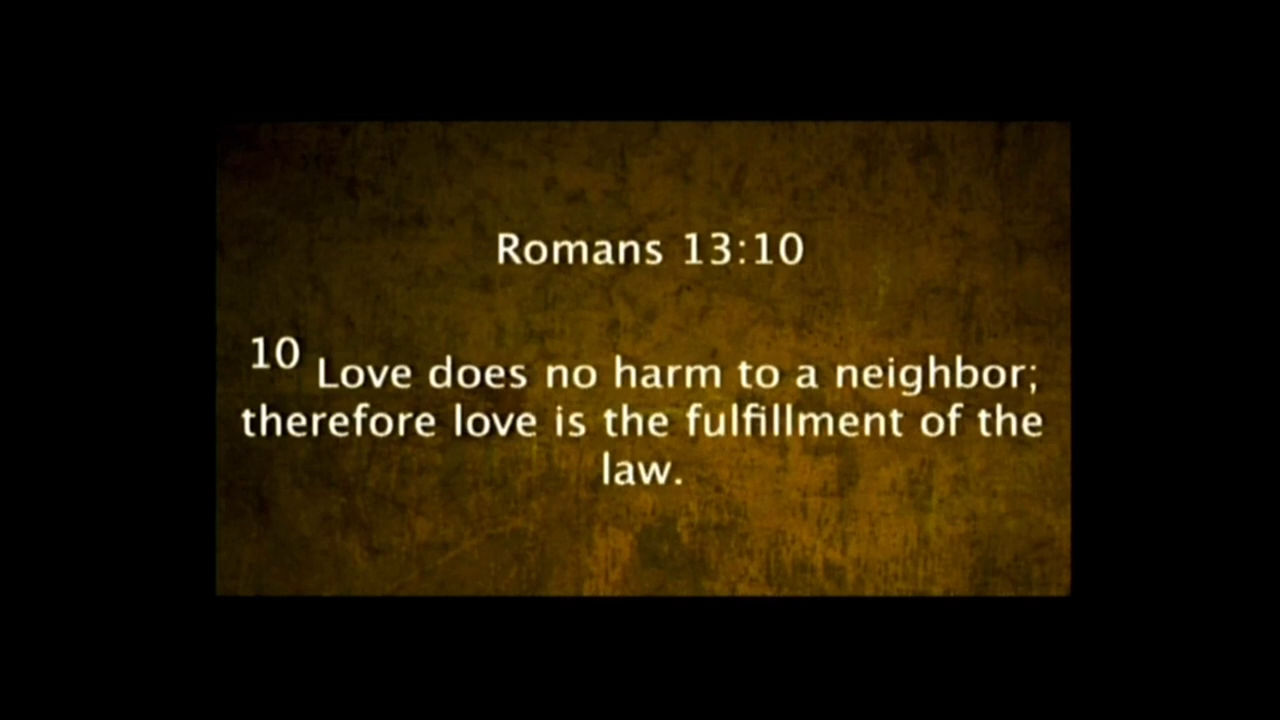 Romans 13:10
10 Love does no harm to a neighbor;
therefore love is the fulfillment of the
law.